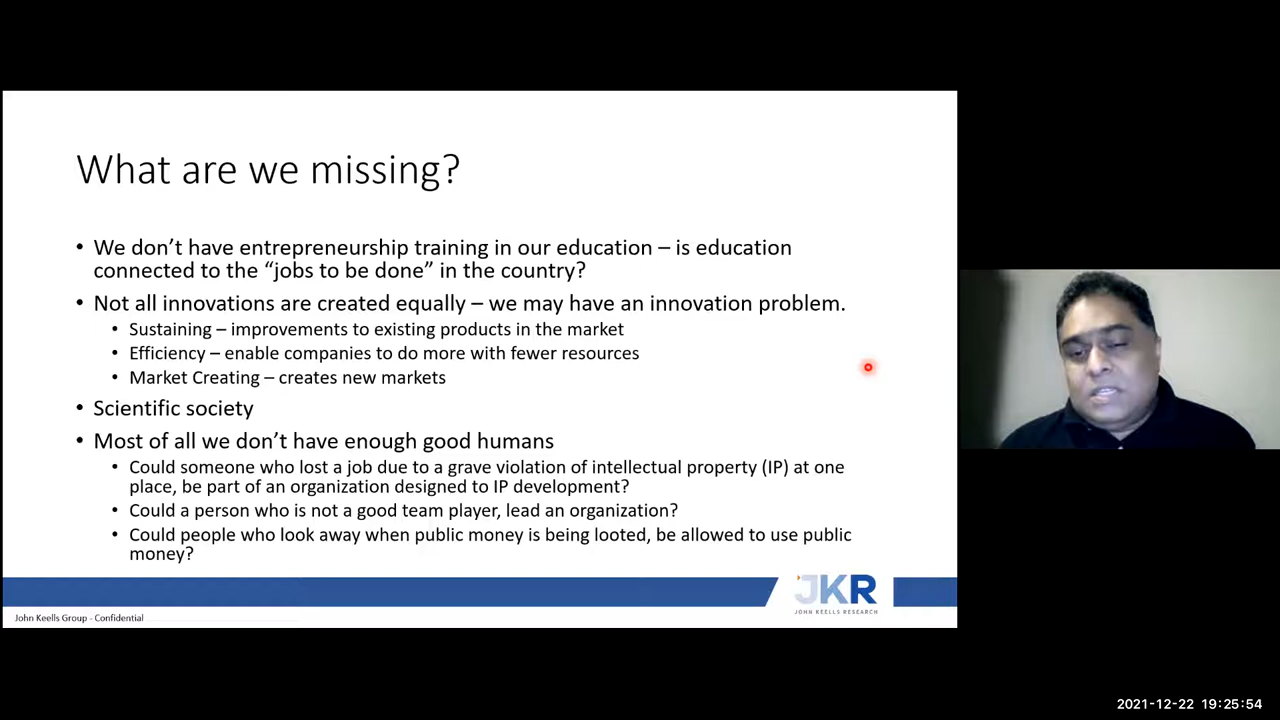 What are we missing?
• We don’t have entrepreneurship training in our education – is education
connected to the “jobs to be done” in the country?
• Not all innovations are created equally – we may have an innovation problem.
• Sustaining – improvements to existing products in the market
• Efficiency – enable companies to do more with fewer resources
• Market Creating – creates new markets
• Scientific society
• Most of all we don’t have enough good humans
• Could someone who lost a job due to a grave violation of intellectual property (IP) at one
place, be part of an organization designed to IP development?
• Could a person who is not a good team player, lead an organization?
• Could people who look away when public money is being looted, be allowed to use public
money?
JKR
JOHN KEELLS RESEARCH
John Keells Group - Confidential
2021-12-22 19:25:54